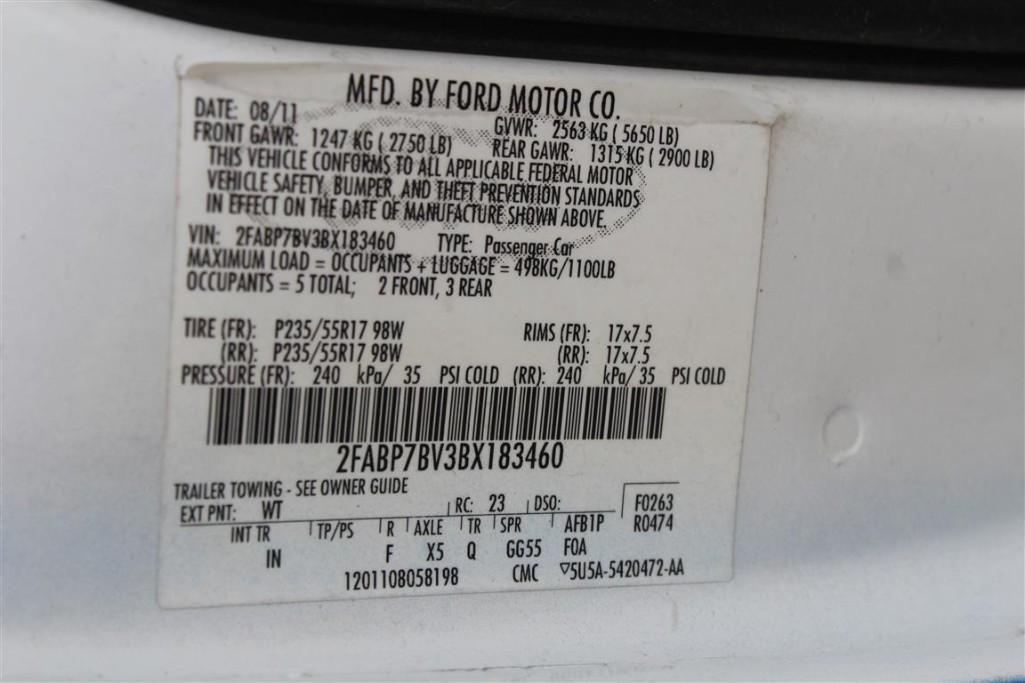 MFD. BY FORD MOTOR CO.
DATE: 08/11 GVWR: 2563 KG ( 5650 LB)
FRONT GAWR: 1247 KG ( 2750 LB) REAR GAWR: 1315 KG ( 2900 LB)
THIS VEHICLE CONFORMS TO ALL APPLICABLE FEDERAL MOTOR
VEHICLE SAFETY, BUMPER, AND THEFT PREVENTION STANDARDS
IN EFFECT ON THE DATE OF MANUFACTURE SHOWN ABOVE.
VIN: 2FABP7BV3BX183460 TYPE: Passenger Car
MAXIMUM LOAD = OCCUPANTS + LUGGAGE = 498KG/1100LB
OCCUPANTS = 5 TOTAL; 2 FRONT, 3 REAR
TIRE (FR): P235/55R17 98W RIMS (FR): 17x7.5
(RR): P235/55R17 98W (RR): 17x7.5
PRESSURE (FR): 240 kPa/ 35 PSI COLD (RR): 240 kPa/ 35 PSI COLD
2FABP7BV3BX183460
TRAILER TOWING - SEE OWNER GUIDE
EXT PNT: WT RC: 23 DSO: F0263
INT TR TP/PS R AXLE TR SPR AFB1P R0474
IN F X5 Q GG55 FOA
1201108058198 CMC ▽5U5A-5420472-AA